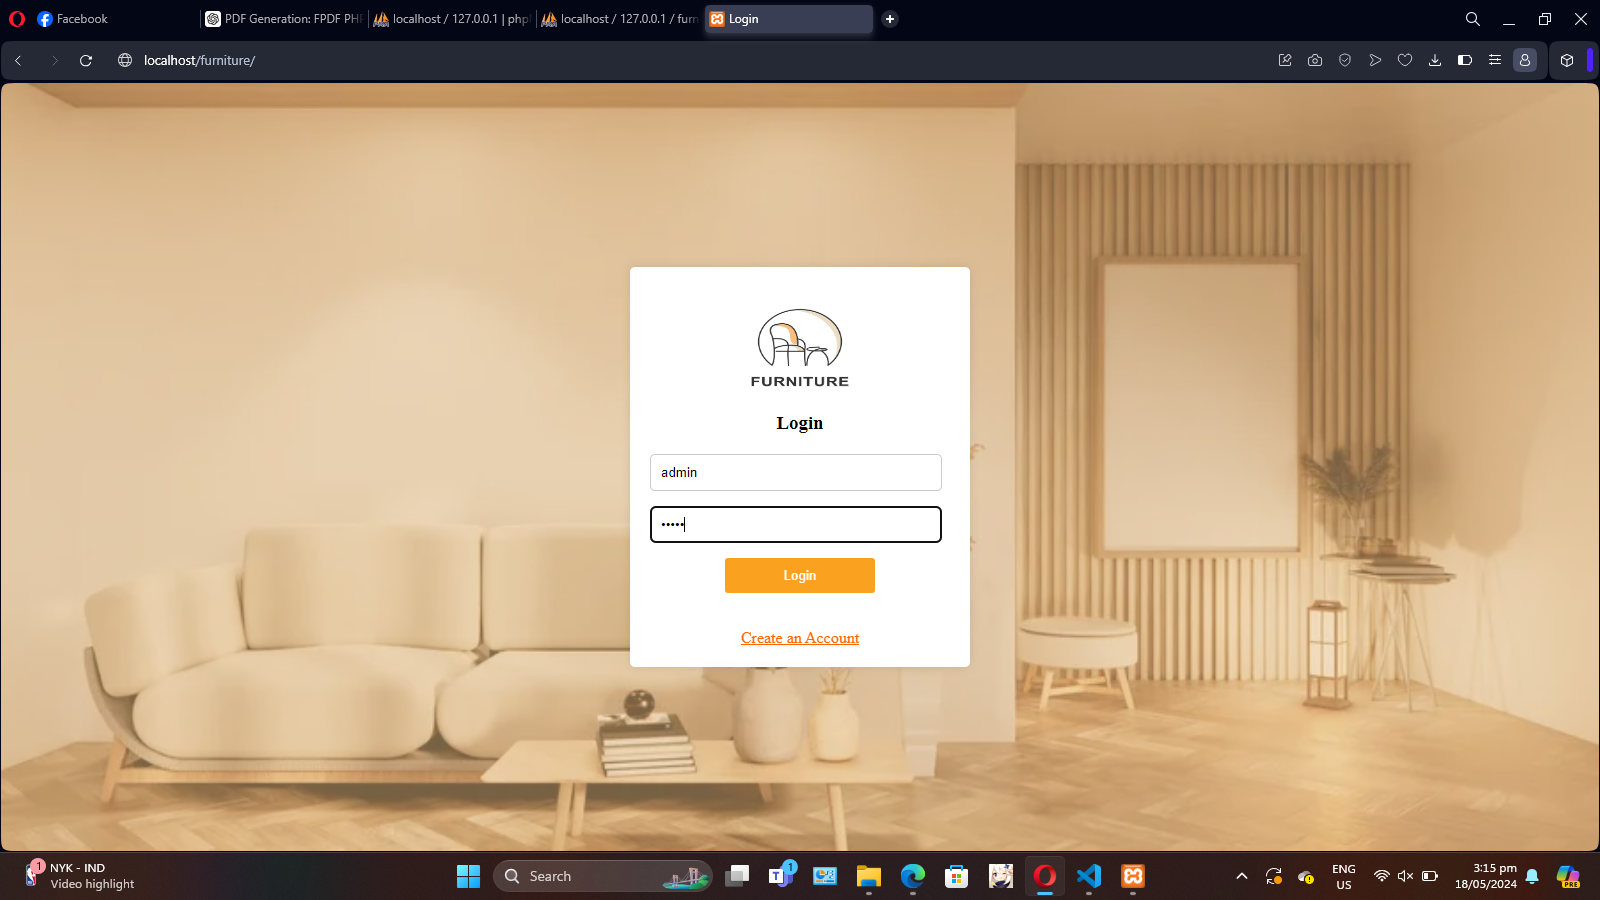 Facebook
PDF Generation: FPDF PHP
localhost / 127.0.0.1 | php
localhost / 127.0.0.1 / furn
Login
localhost/furniture/
FURNITURE
Login
admin
•••••
Login
Create an Account
1
NYK - IND
Video highlight
Search
1
ENG
US
3:15 pm
18/05/2024
PRE